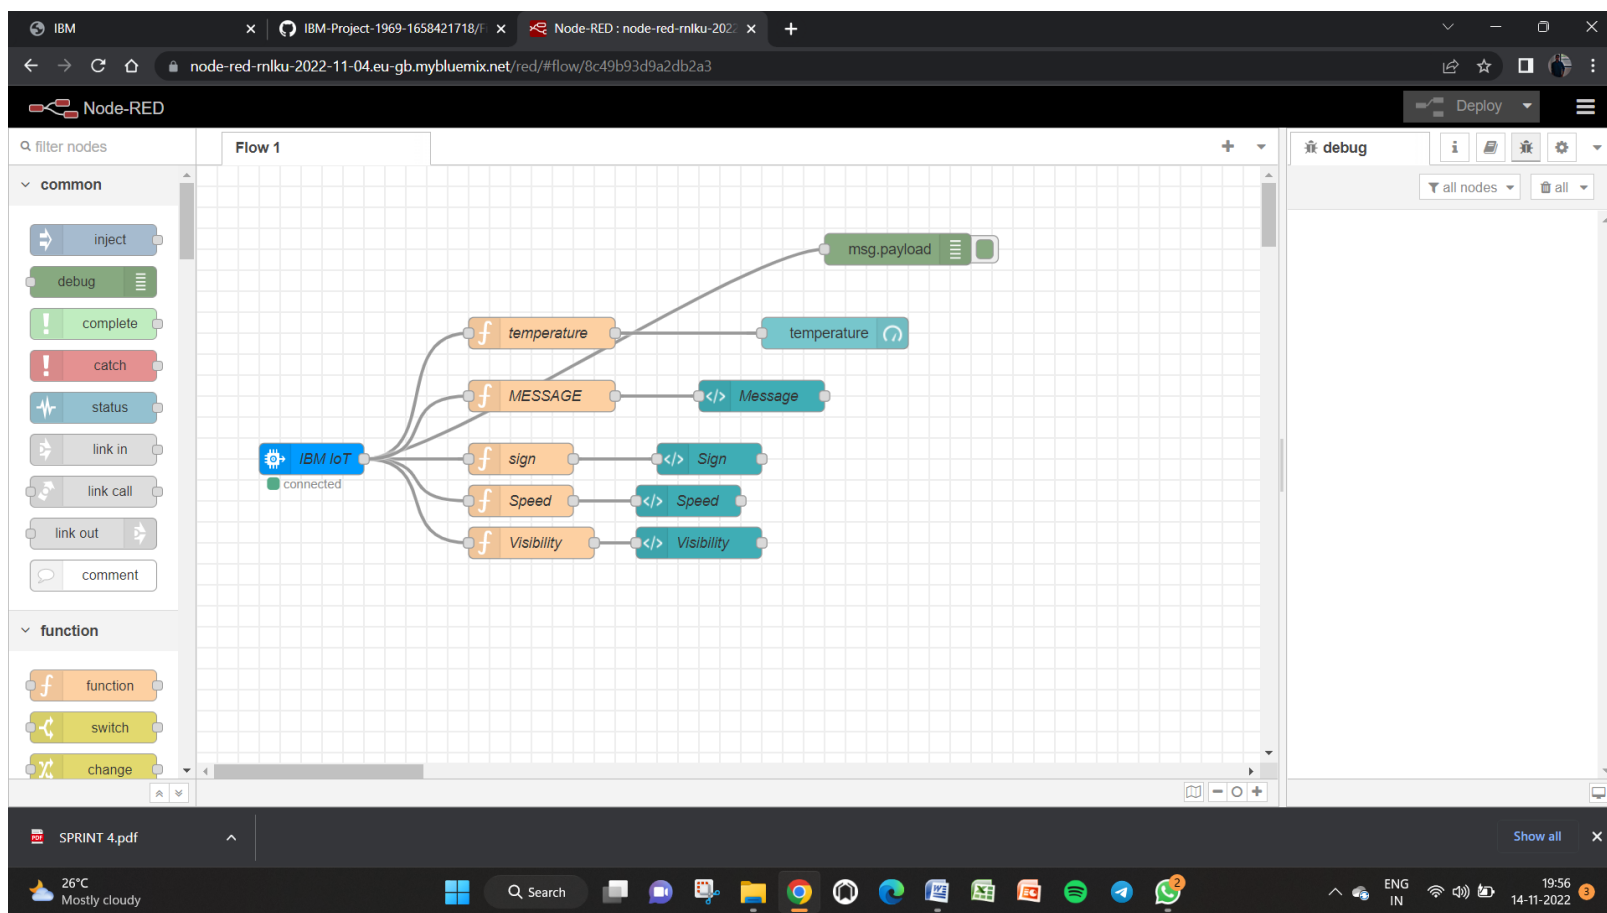 IBM
IBM-Project-1969-1658421718/F
Node-RED : node-red-rnlku-2022
node-red-rnlku-2022-11-04.eu-gb.mybluemix.net/red/#flow/8c49b93d9a2db2a3
Node-RED
Deploy
filter nodes
Flow 1
debug
i
common
all nodes
all
inject
debug
complete
catch
status
link in
link call
link out
comment
function
function
switch
change
msg.payload
temperature
temperature
MESSAGE
Message
IBM IoT
connected
sign
Sign
Speed
Speed
Visibility
Visibility
PDF
SPRINT 4.pdf
Show all
26°C
Mostly cloudy
Search
2
ENG
IN
19:56
14-11-2022
3